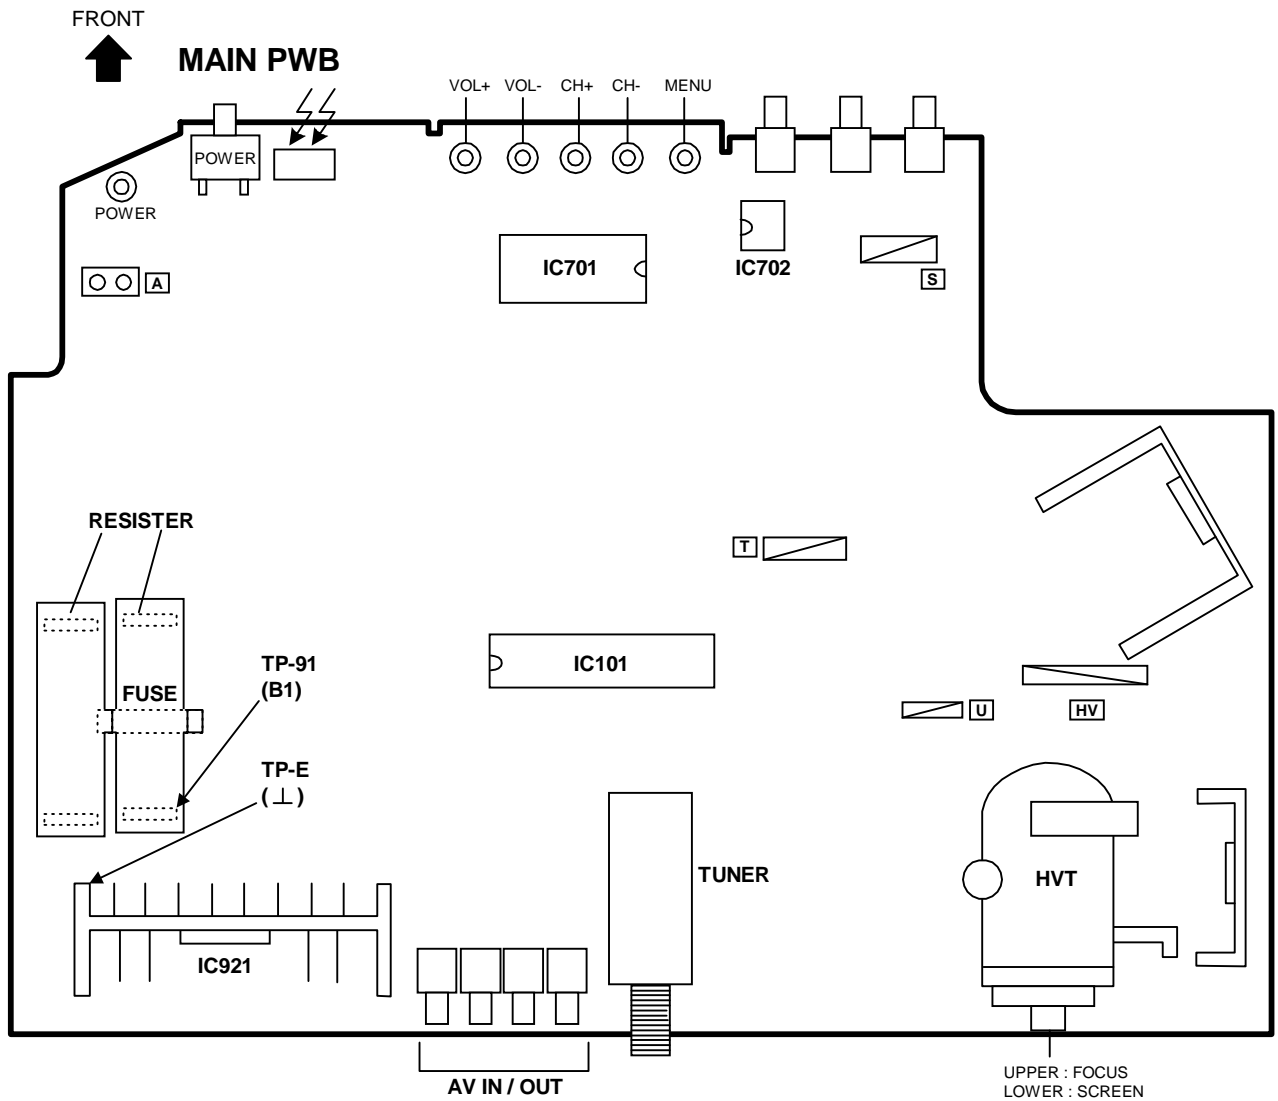 FRONT
MAIN PWB
VOL+ VOL- CH+ CH- MENU
POWER
POWER
IC701
IC702
A
S
RESISTER
T
TP-91
(B1)
IC101
FUSE
U
HV
TP-E
(⊥)
TUNER
HVT
IC921
AV IN / OUT
UPPER : FOCUS
LOWER : SCREEN